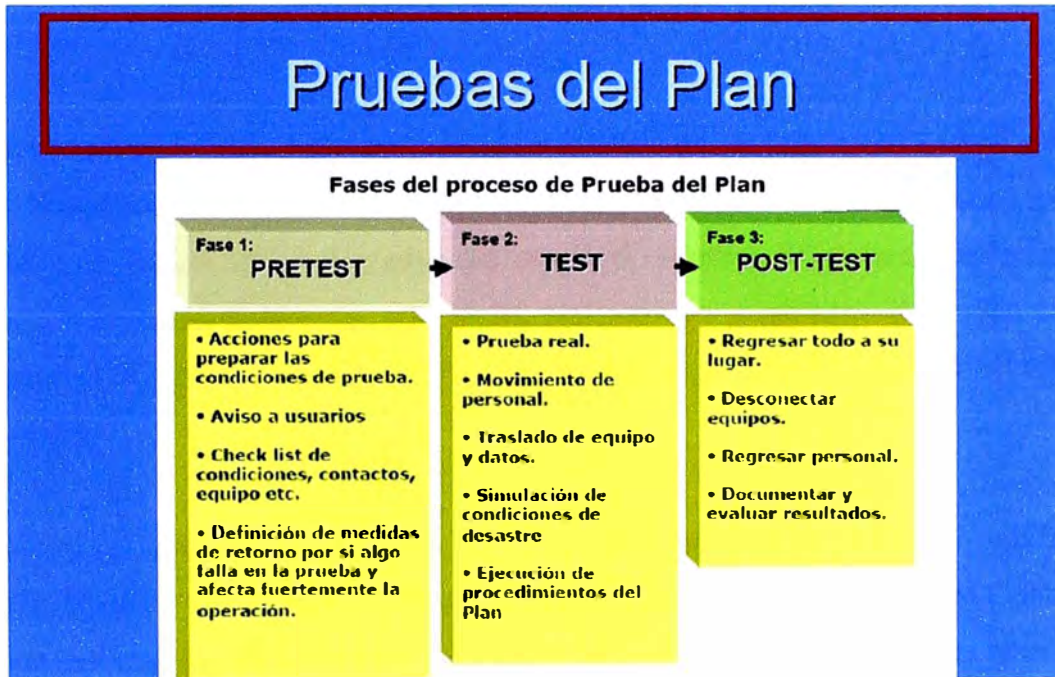 Pruebas del Plan
Fases del proceso de Prueba del Plan
Fase 1:
PRETEST
• Acciones para
preparar las
condiciones de prueba.
• Aviso a usuarios
• Check list de
condiciones, contactos,
equipo etc.
• Definición de medidas
de retorno por si algo
falla en la prueba y
afecta fuertemente la
operación.
Fase 2:
TEST
• Prueba real.
• Movimiento de
personal.
• Traslado de equipo
y datos.
• Simulación de
condiciones de
desastre
• Ejecución de
procedimientos del
Plan
Fase 3:
POST-TEST
• Regresar todo a su
lugar.
• Desconectar
equipos.
• Regresar personal.
• Documentar y
evaluar resultados.